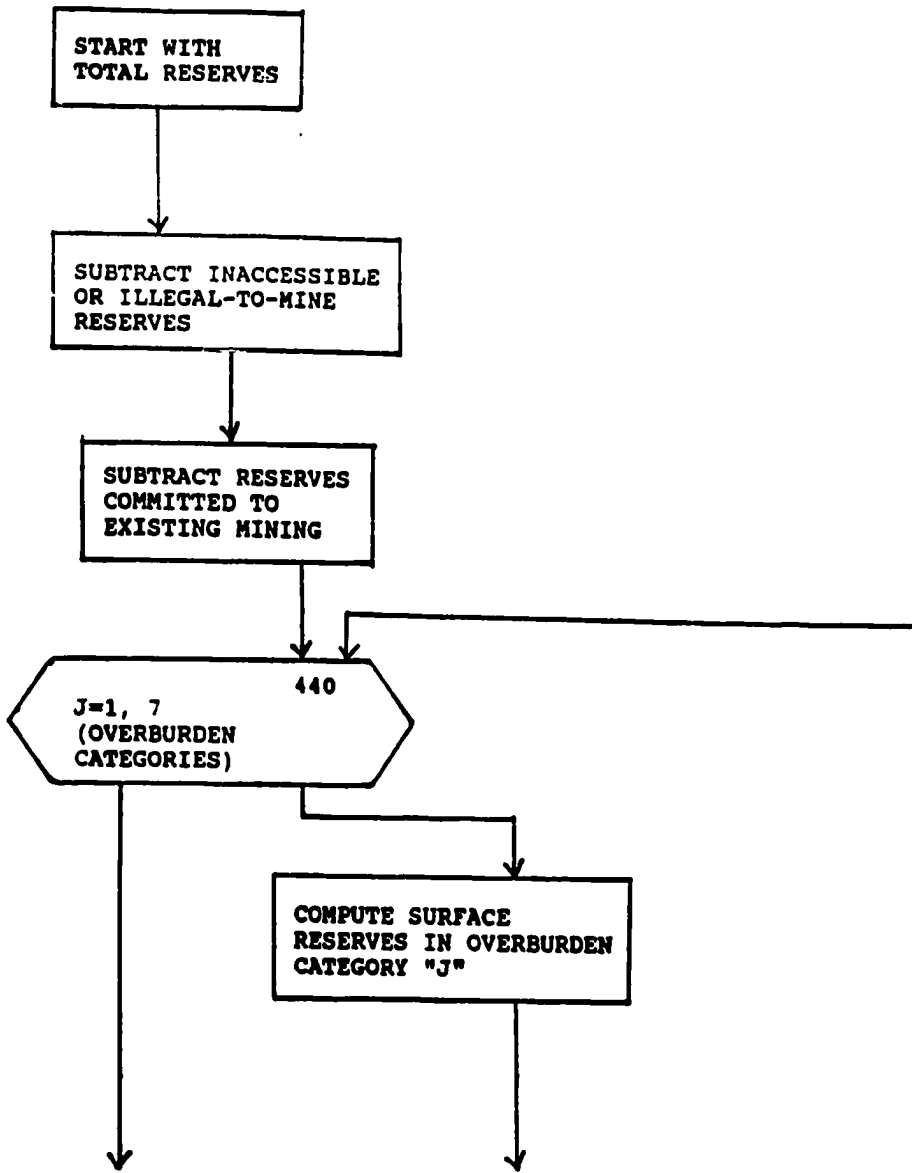 START WITH
TOTAL RESERVES
SUBTRACT INACCESSIBLE
OR ILLEGAL-TO-MINE
RESERVES
SUBTRACT RESERVES
COMMITTED TO
EXISTING MINING
440
J=1, 7
(OVERBURDEN
CATEGORIES)
COMPUTE SURFACE
RESERVES IN OVERBURDEN
CATEGORY "J"